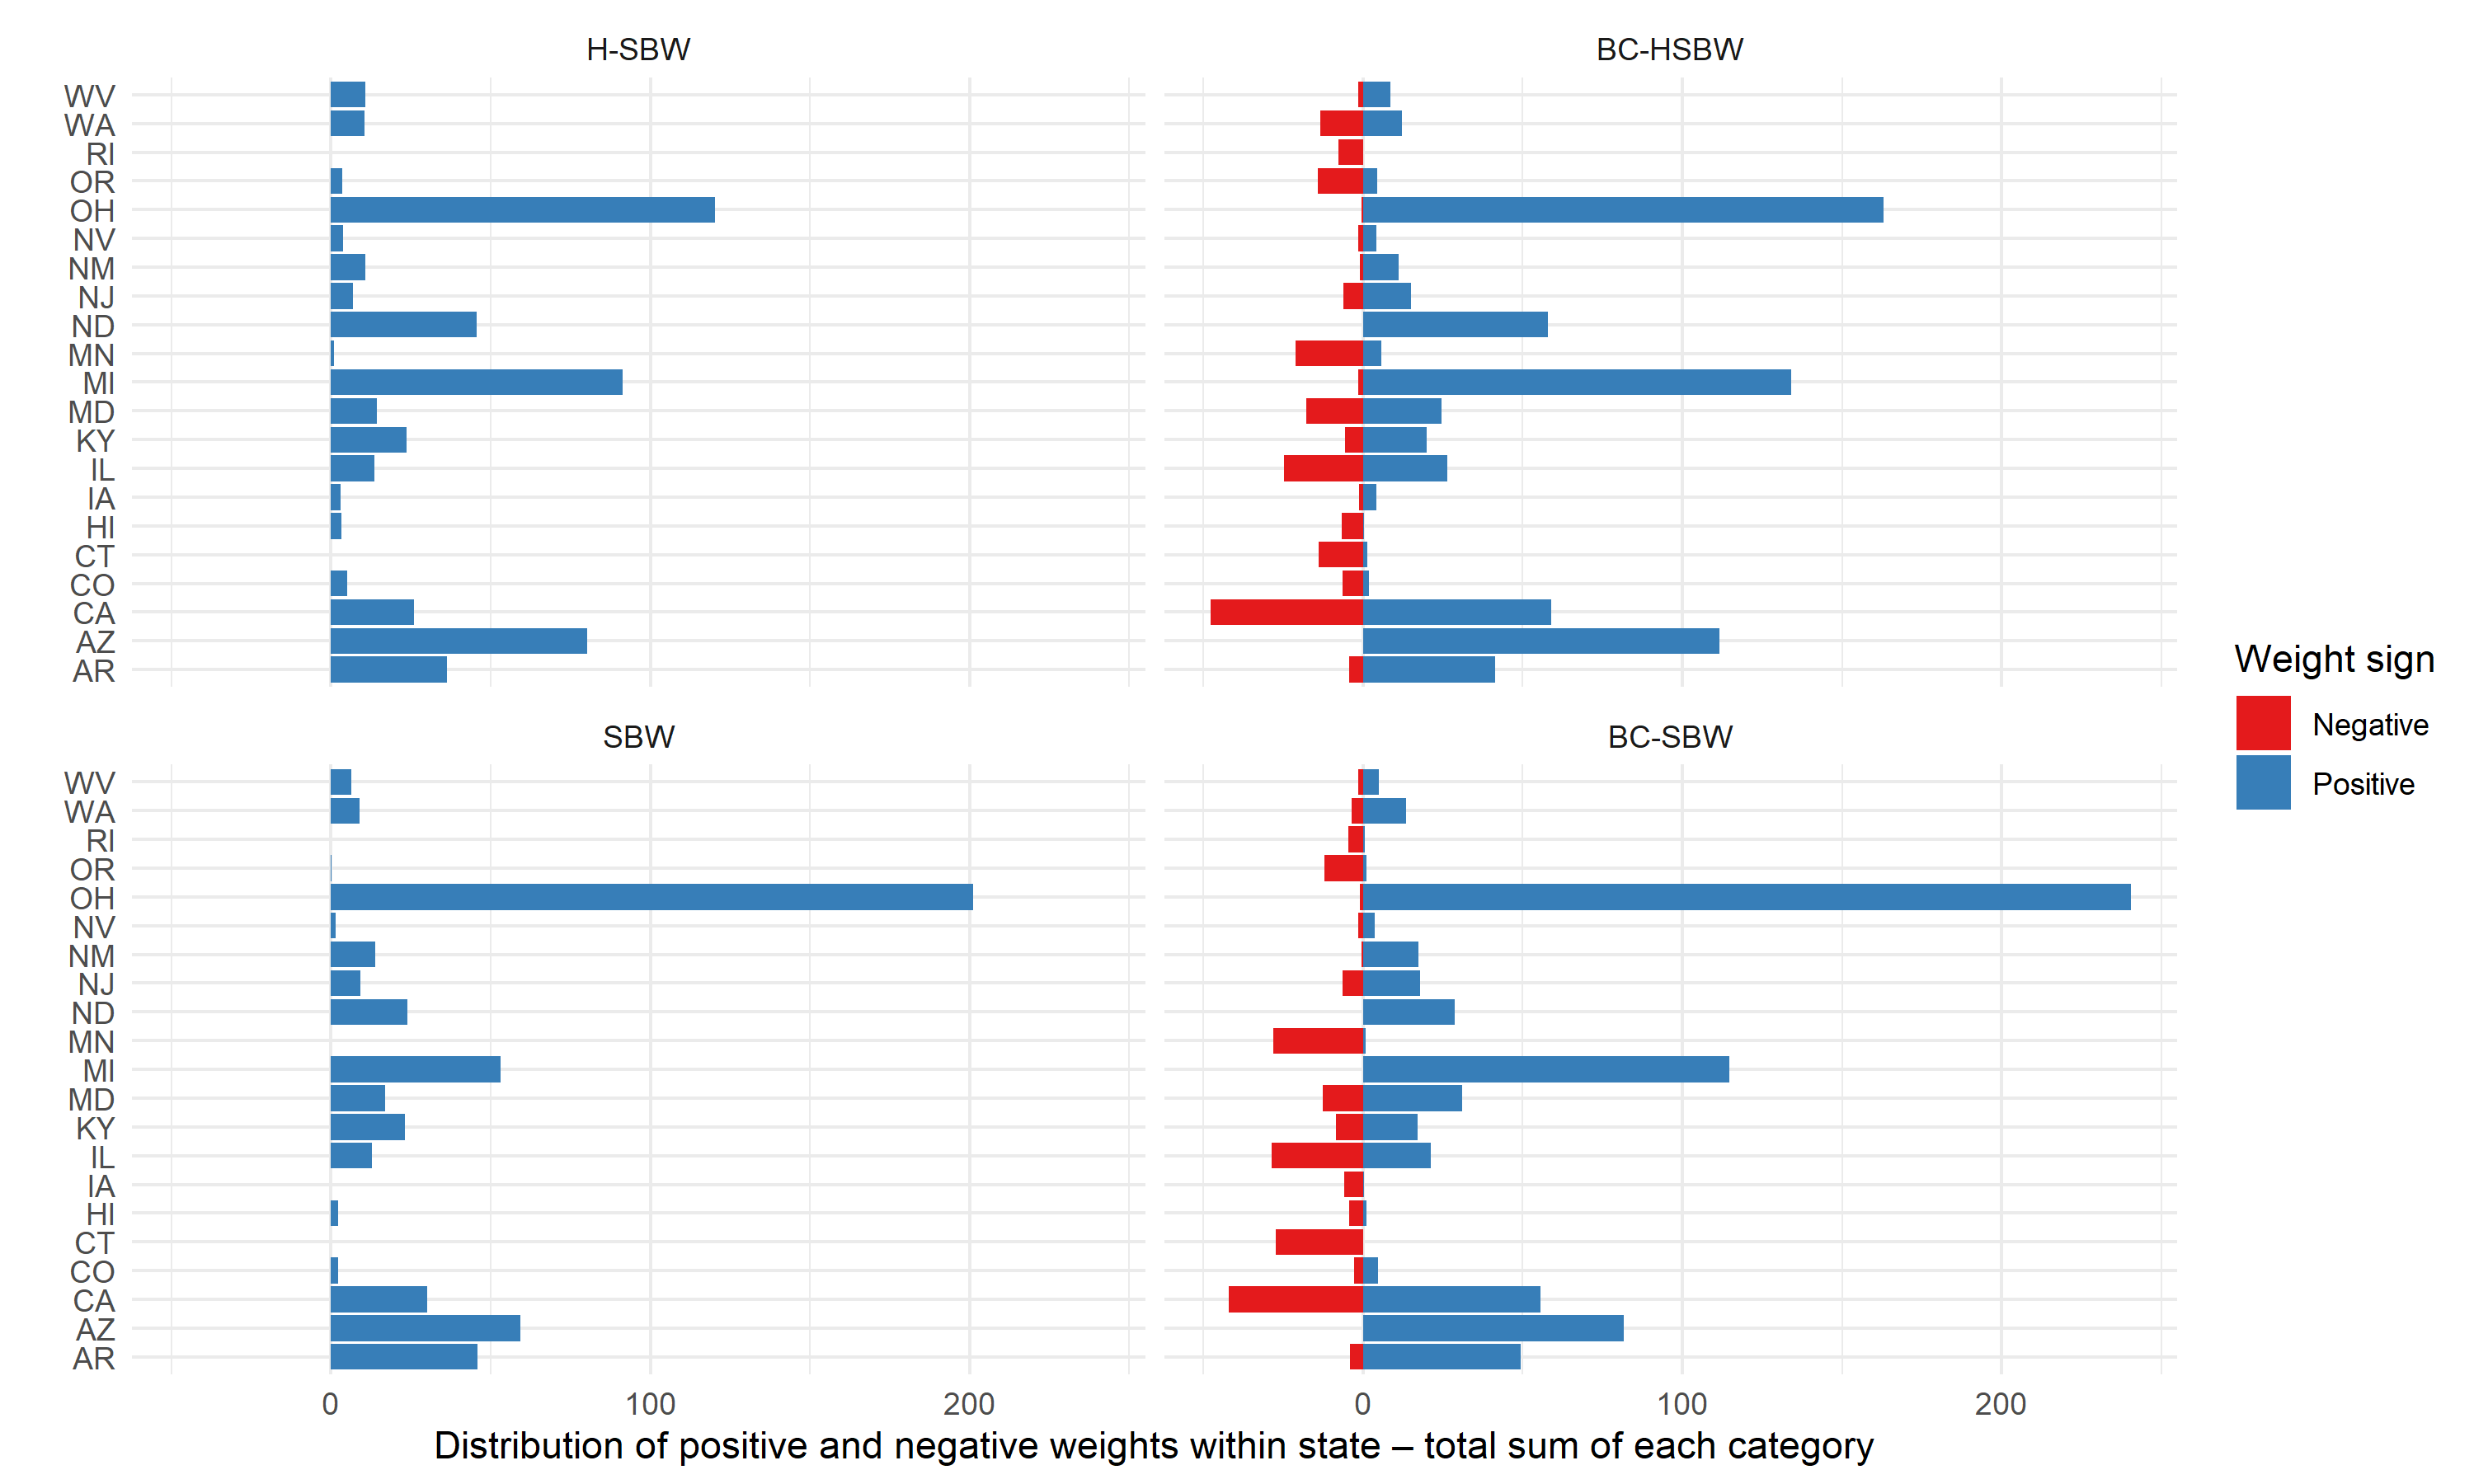 H-SBW
BC-HSBW
WV
WA
RI
OR
OH
NV
NM
NJ
ND
MN
MI
MD
KY
IL
IA
HI
CT
CO
CA
AZ
AR
SBW
BC-SBW
WV
WA
RI
OR
OH
NV
NM
NJ
ND
MN
MI
MD
KY
IL
IA
HI
CT
CO
CA
AZ
AR
0 100 200
0 100 200
Distribution of positive and negative weights within state – total sum of each category
Weight sign
Negative
Positive